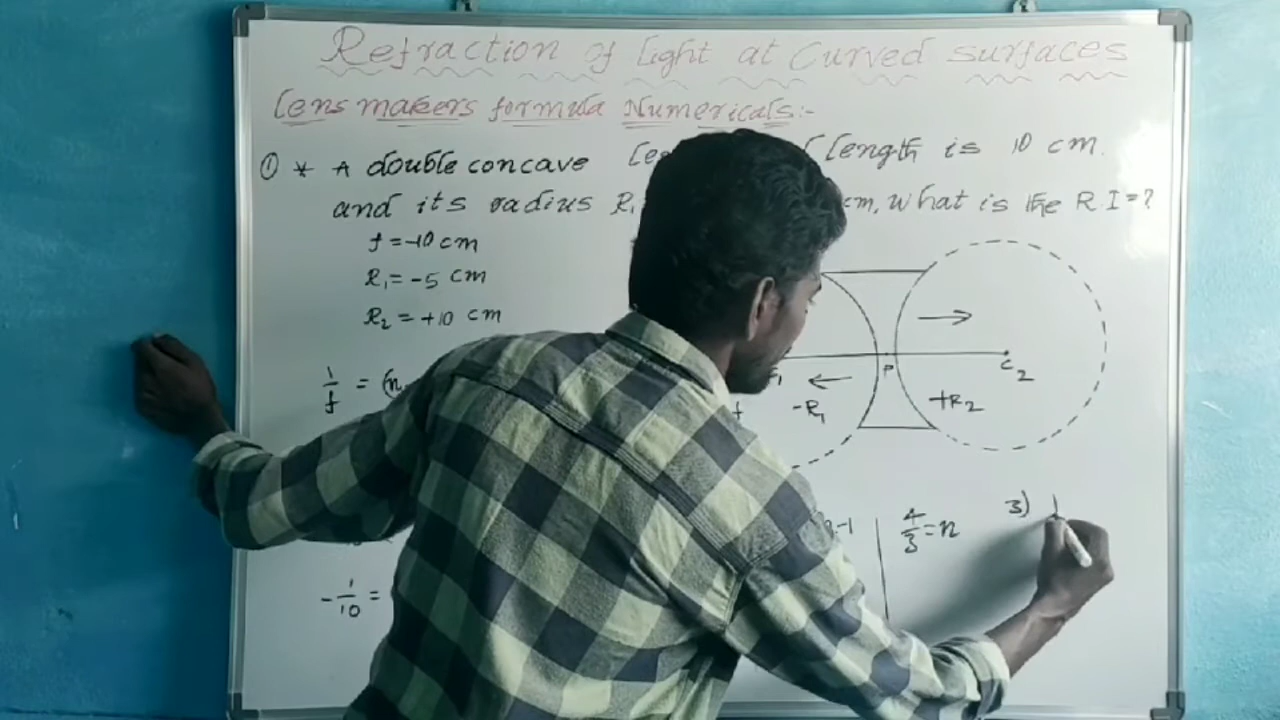 Refraction of light at Curved surfaces
Lens makers formula Numericals:-
① * A double concave length is 10 cm.
and its radius R₁ cm, What is the R I = ?
f = -10 cm
R₁ = -5 cm
R₂ = +10 cm
1/f = (n-
P
C₂
-R₁
+R₂
-1
4/3 = n
3) 1
-1/10 =